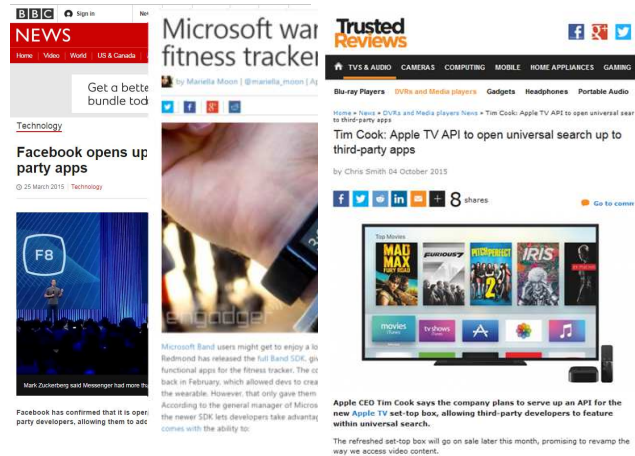 BBC Sign in
NEWS
Home Video World US & Canada
Get a bette
bundle tod
Technology
Facebook opens up
party apps
25 March 2015 Technology
F8
Mark Zuckerberg said Messenger had more
Facebook has confirmed that it is
party developers, allowing them to
Microsoft
fitness tracker
by Mariella Moon | @mariella_moon |
engadget
Microsoft Band users might get to enjoy a
Redmond has released the full Band SDK,
functional apps for the fitness tracker. The
back in February, which allowed devs to
the wearable. However, that only gave them
According to the general manager of
the newer SDK lets developers take
comes with the ability to:
Trusted
Reviews
TVS & AUDIO CAMERAS COMPUTING MOBILE HOME APPLIANCES GAMING
Blu-ray Players DVRs and Media players Gadgets Headphones Portable Audio
Home » News » DVRs and Media players News » Tim Cook: Apple TV API to open universal sear
to third-party apps
Tim Cook: Apple TV API to open universal search up to
third-party apps
by Chris Smith 04 October 2015
8 shares
Go to comm
Top Movies
MAD
MAX
FURY ROAD
FURIOUS7
PITCH PERFECT
2
IRIS
movies
iTunes
tv shows
iTunes
Apple CEO Tim Cook says the company plans to serve up an API for the
new Apple TV set-top box, allowing third-party developers to feature
within universal search.
The refreshed set-top box will go on sale later this month, promising to revamp the
way we access video content.